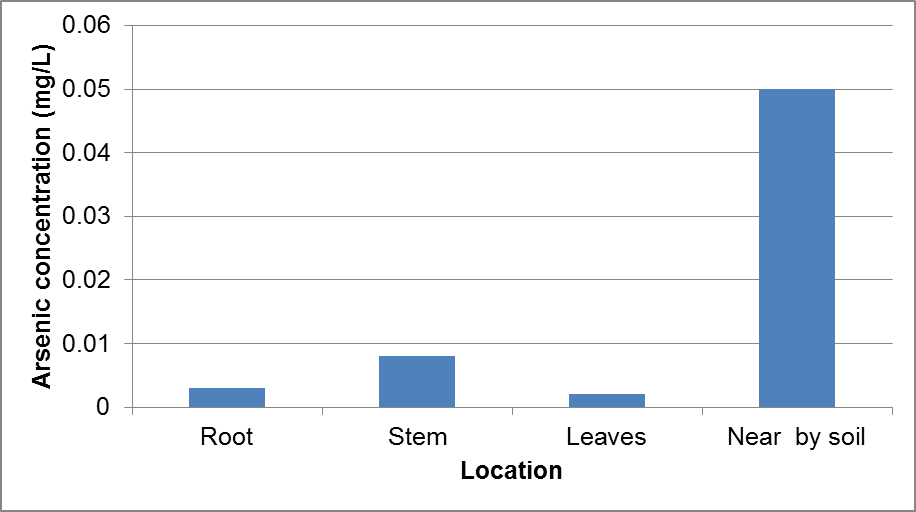 Arsenic concentration (mg/L)
0.06
0.05
0.04
0.03
0.02
0.01
0
Root Stem Leaves Near by soil
Location